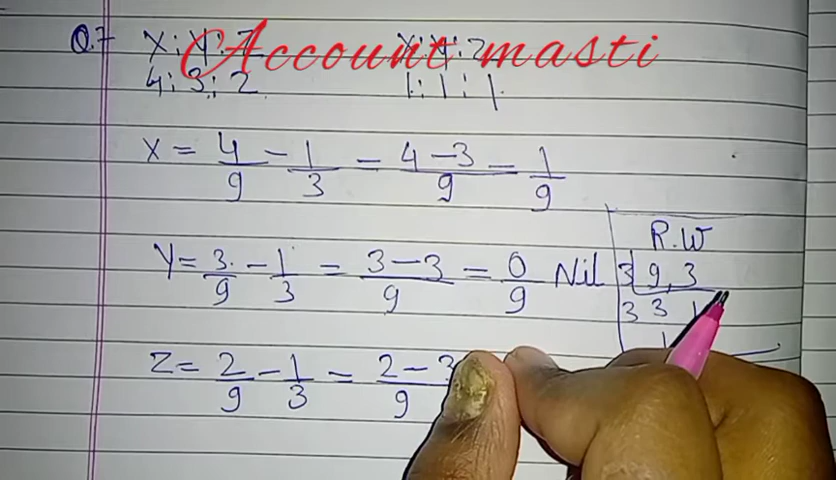 Account masti
Q.7 X : Y : Z X : Y : Z
4 : 3 : 2 1 : 1 : 1
X = 4/9 - 1/3 = 4-3/9 = 1/9
R.W
Y = 3/9 - 1/3 = 3-3/9 = 0/9 Nil
3 9, 3
3 3 1
1
Z = 2/9 - 1/3 = 2-3/9